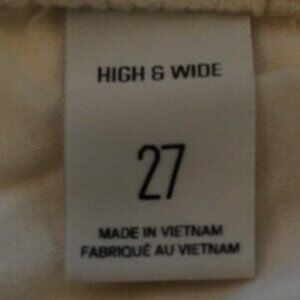 HIGH & WIDE
27
MADE IN VIETNAM
FABRIQUÉ AU VIETNAM